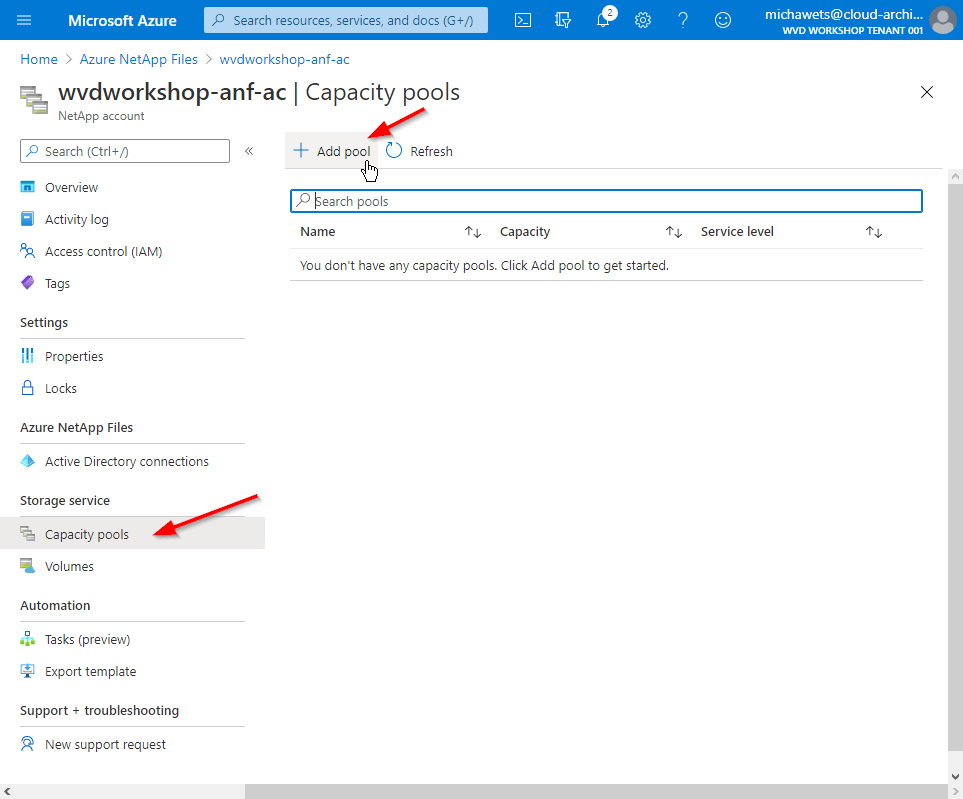 Microsoft Azure
Search resources, services, and docs (G+/)
2
michawets@cloud-archi...
WVD WORKSHOP TENANT 001
Home > Azure NetApp Files > wvdworkshop-anf-ac
wvdworkshop-anf-ac | Capacity pools
NetApp account
Search (Ctrl+/)
«
Overview
Activity log
Access control (IAM)
Tags
Settings
Properties
Locks
Azure NetApp Files
Active Directory connections
Storage service
Capacity pools
Volumes
Automation
Tasks (preview)
Export template
Support + troubleshooting
New support request
Add pool Refresh
Search pools
Name Capacity Service level
You don't have any capacity pools. Click Add pool to get started.